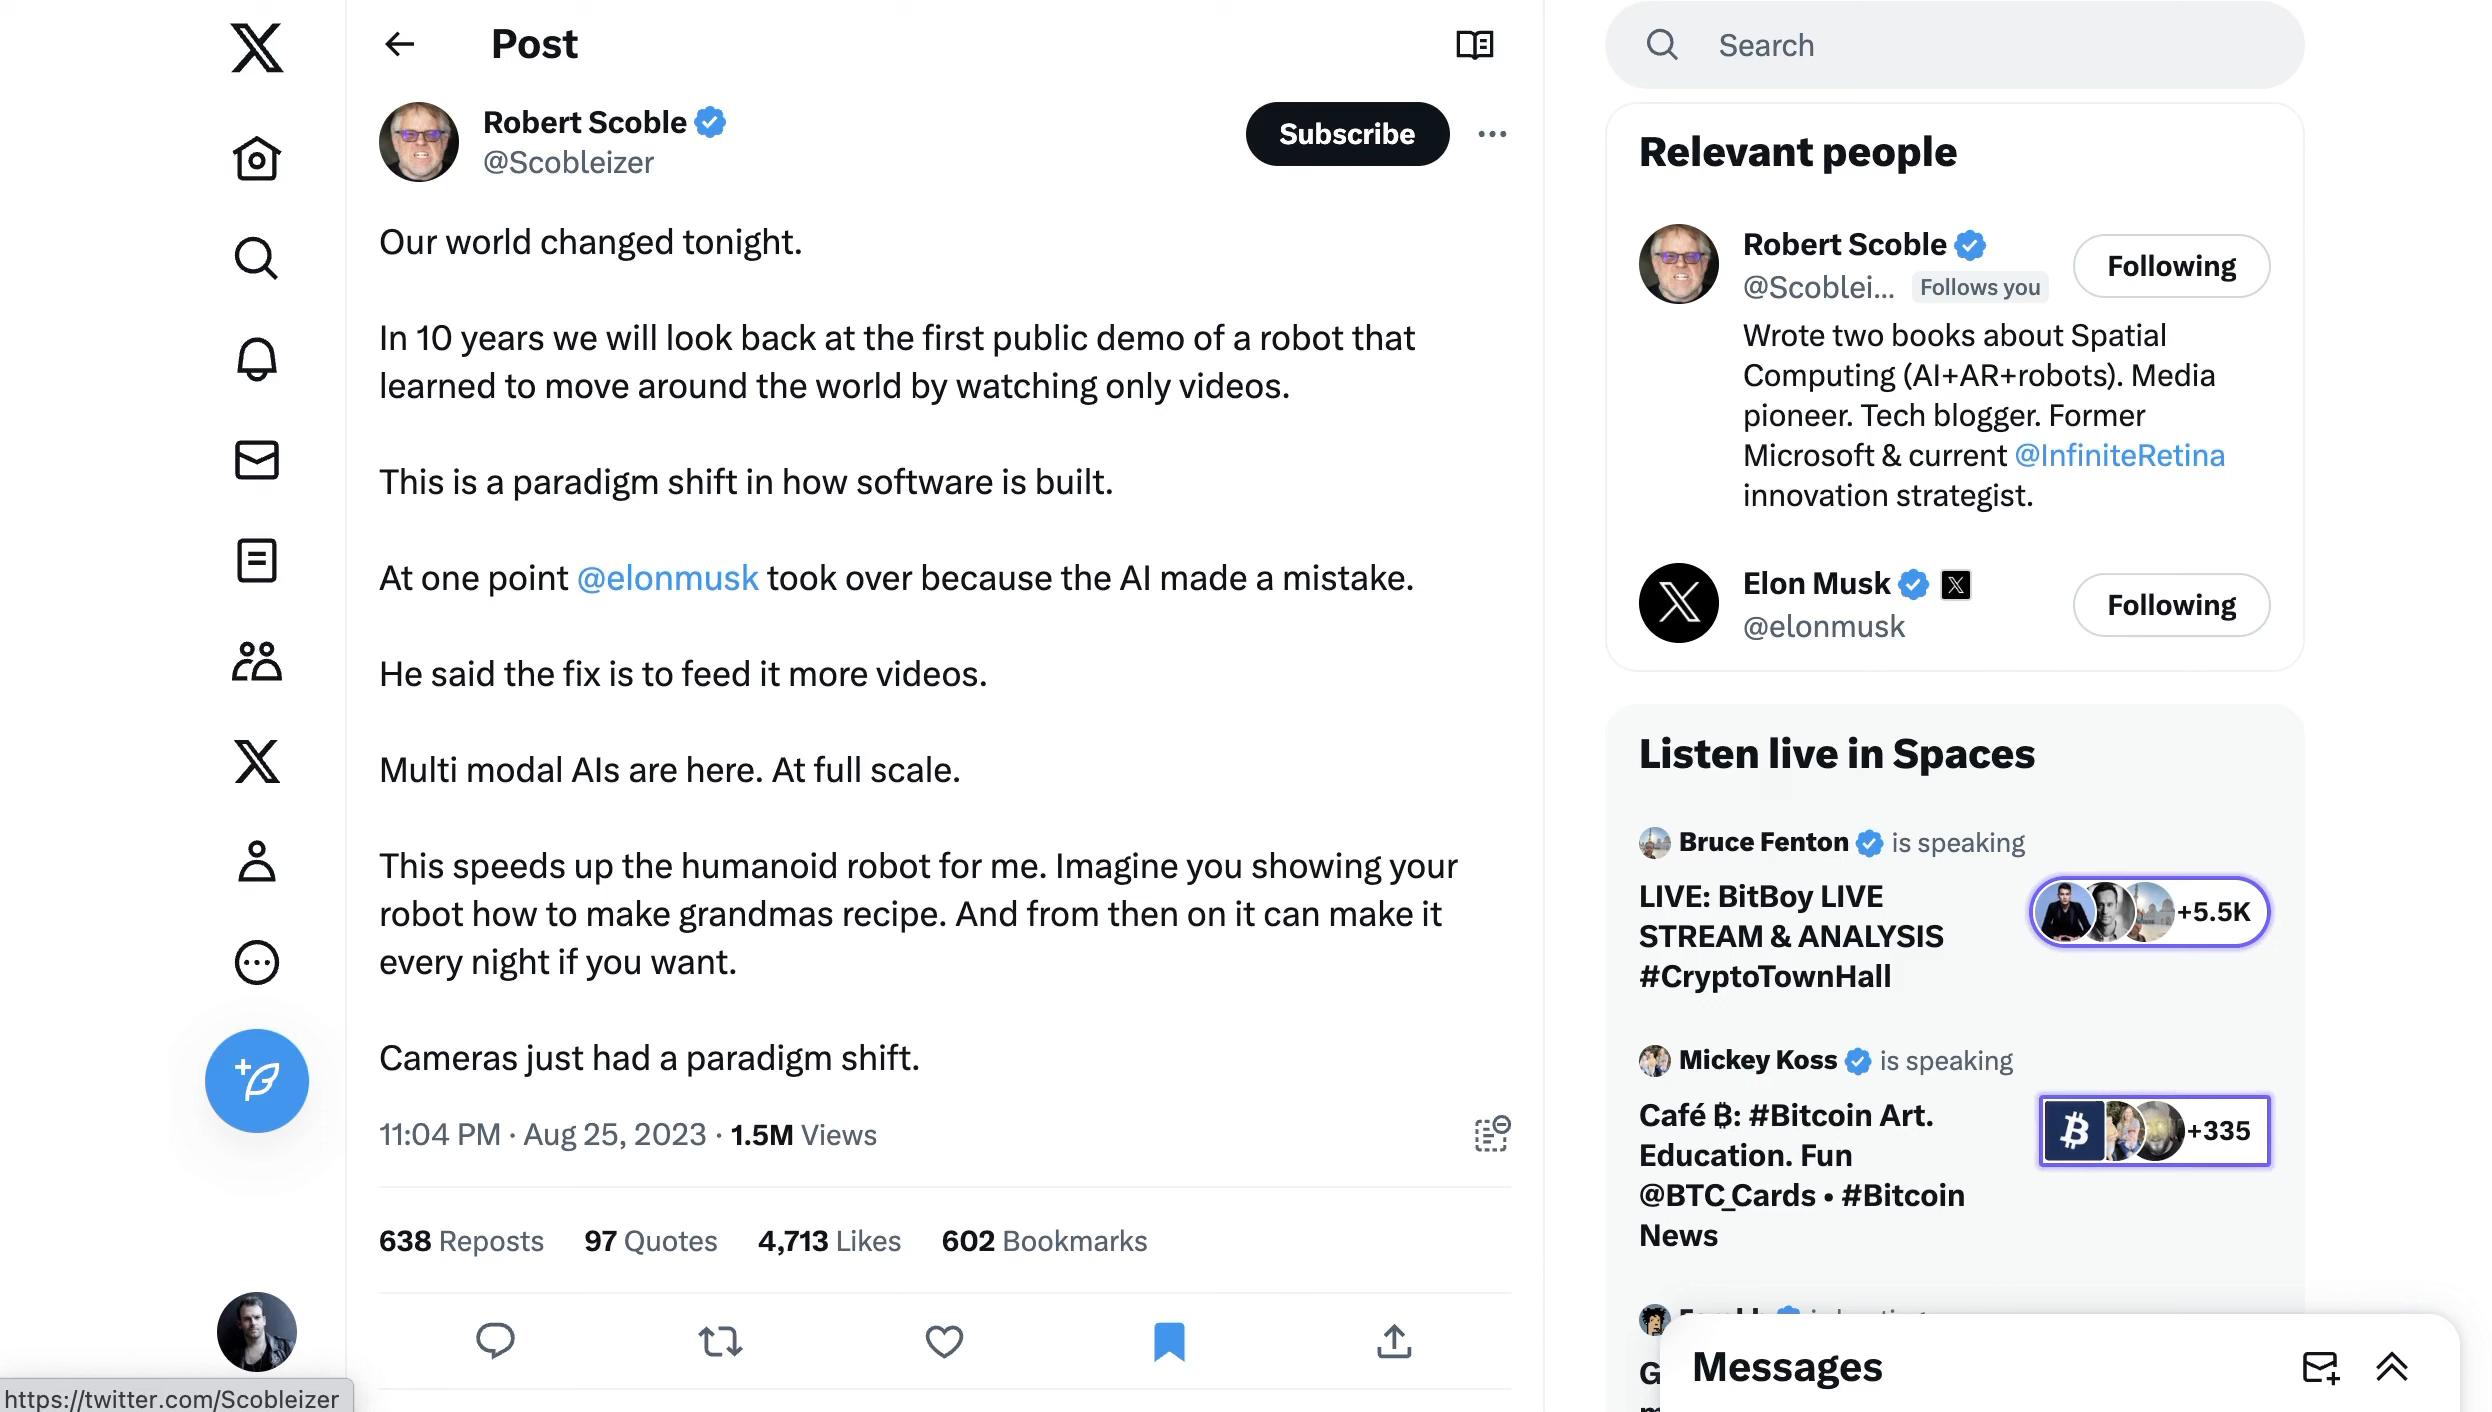 Post
Robert Scoble
@Scobleizer
Subscribe
Our world changed tonight.
In 10 years we will look back at the first public demo of a robot that
learned to move around the world by watching only videos.
This is a paradigm shift in how software is built.
At one point @elonmusk took over because the AI made a mistake.
He said the fix is to feed it more videos.
Multi modal AIs are here. At full scale.
This speeds up the humanoid robot for me. Imagine you showing your
robot how to make grandmas recipe. And from then on it can make it
every night if you want.
Cameras just had a paradigm shift.
11:04 PM · Aug 25, 2023 · 1.5M Views
638 Reposts 97 Quotes 4,713 Likes 602 Bookmarks
https://twitter.com/Scobleizer
Search
Relevant people
Robert Scoble
@Scoblei... Follows you
Following
Wrote two books about Spatial
Computing (AI+AR+robots). Media
pioneer. Tech blogger. Former
Microsoft & current @InfiniteRetina
innovation strategist.
Elon Musk
@elonmusk
Following
Listen live in Spaces
Bruce Fenton is speaking
LIVE: BitBoy LIVE
STREAM & ANALYSIS
#CryptoTownHall
+5.5K
Mickey Koss is speaking
Café ₿: #Bitcoin Art.
Education. Fun
@BTC_Cards • #Bitcoin
News
+335
Messages